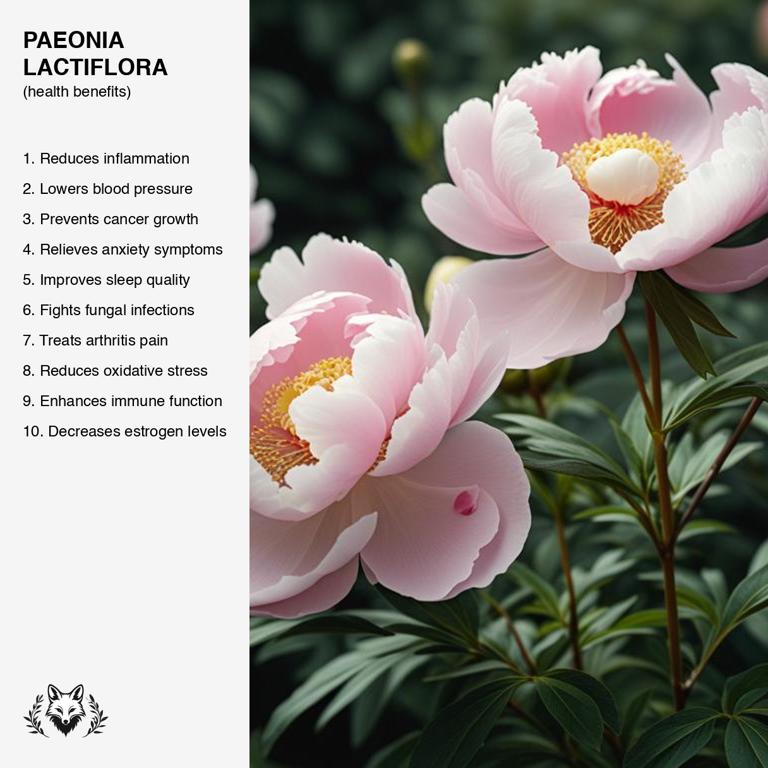 PAEONIA
LACTIFLORA
(health benefits)
1. Reduces inflammation
2. Lowers blood pressure
3. Prevents cancer growth
4. Relieves anxiety symptoms
5. Improves sleep quality
6. Fights fungal infections
7. Treats arthritis pain
8. Reduces oxidative stress
9. Enhances immune function
10. Decreases estrogen levels